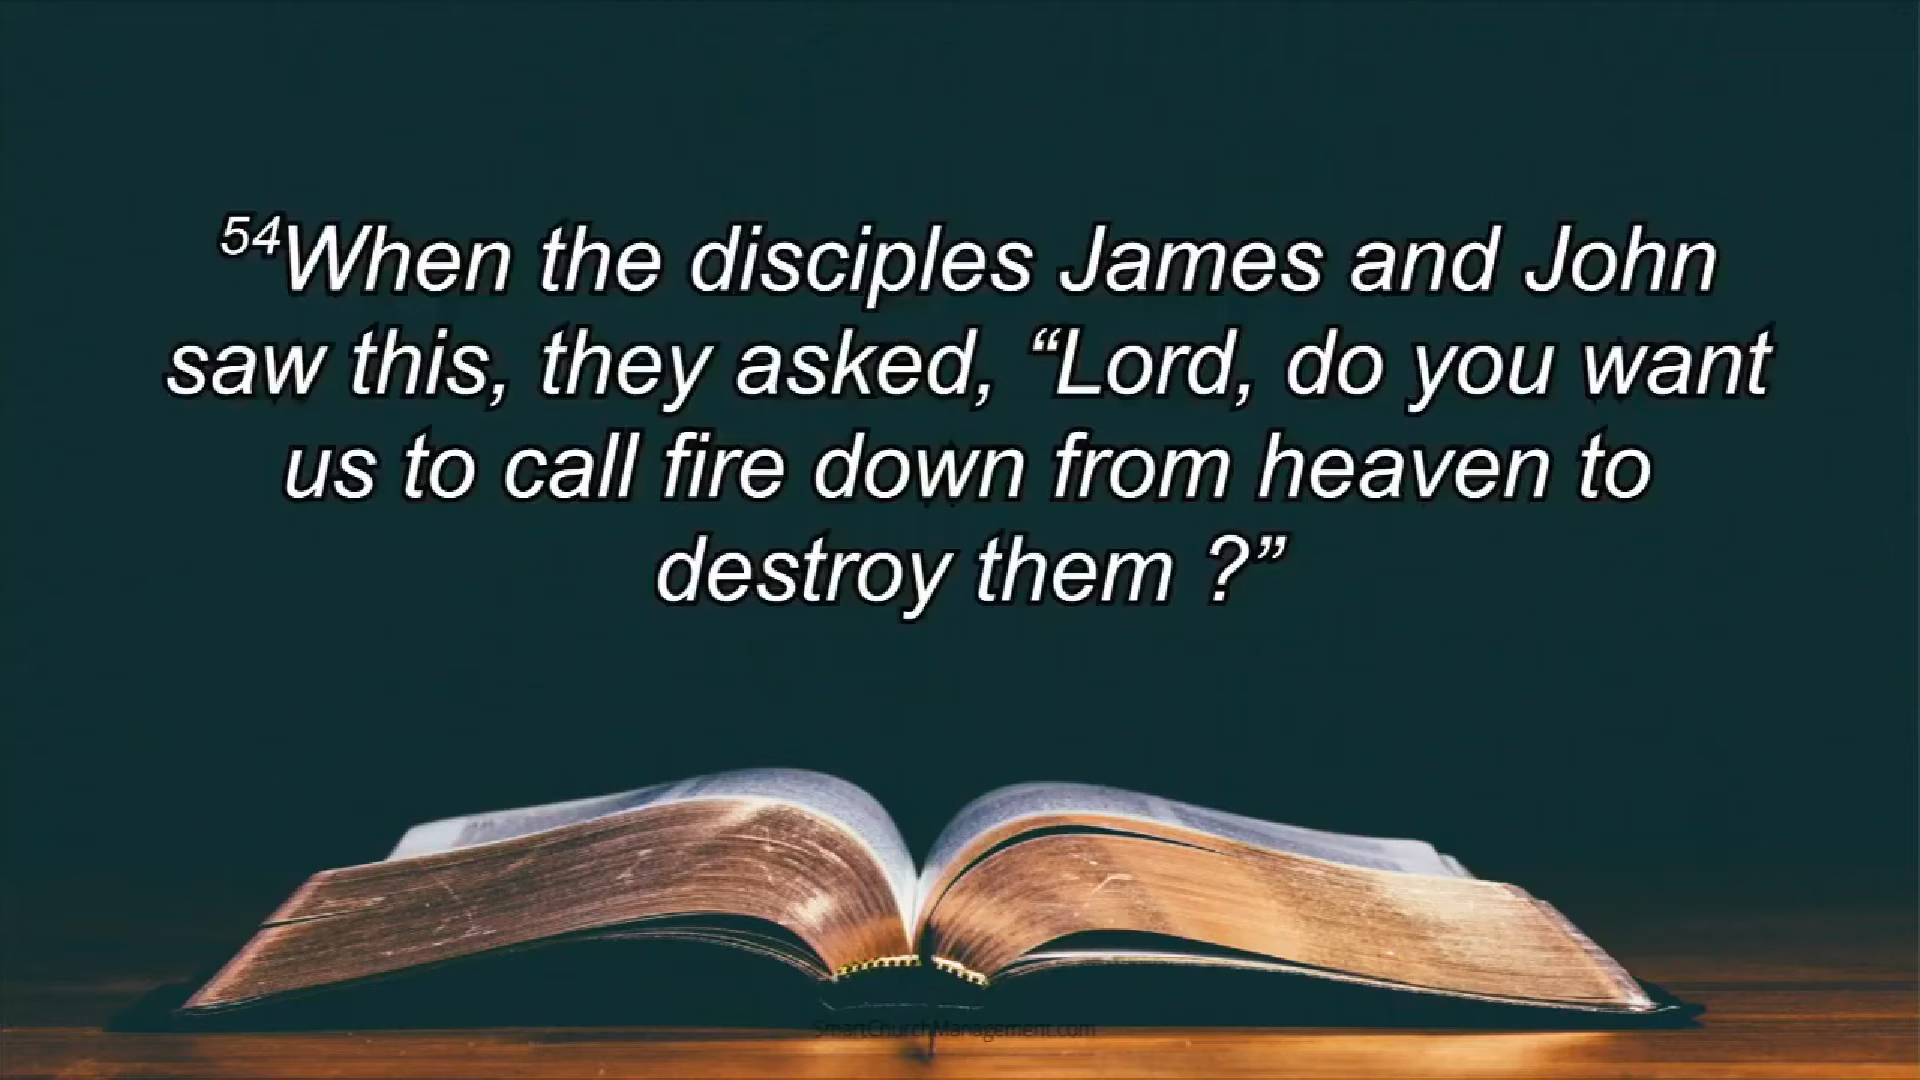 ⁵⁴When the disciples James and John
saw this, they asked, “Lord, do you want
us to call fire down from heaven to
destroy them ?”
SmartChurchManagement.com